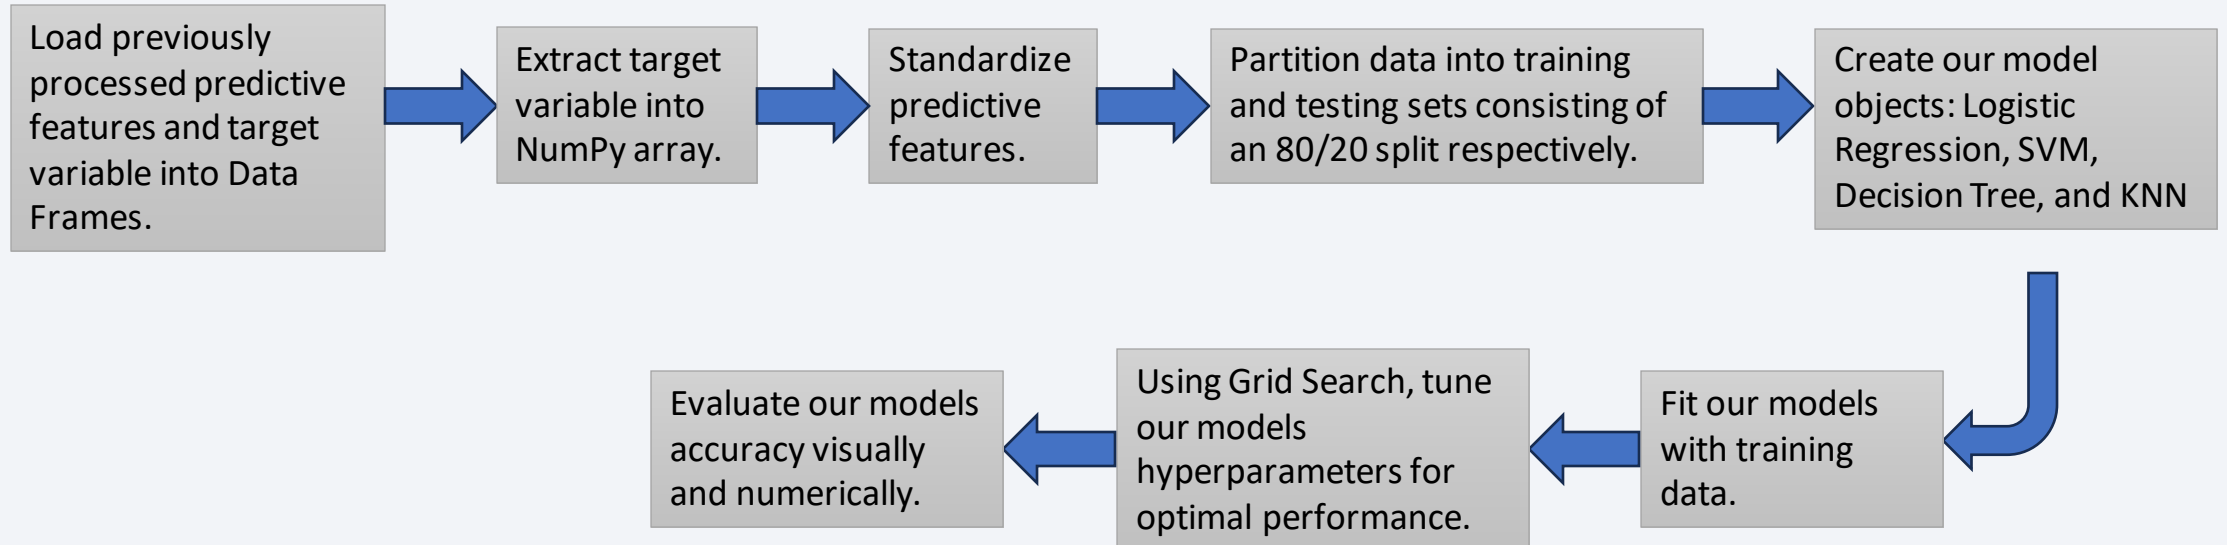 Load previously
processed predictive
features and target
variable into Data
Frames.
Extract target
variable into
NumPy array.
Standardize
predictive
features.
Partition data into training
and testing sets consisting of
an 80/20 split respectively.
Create our model
objects: Logistic
Regression, SVM,
Decision Tree, and KNN
Fit our models
with training
data.
Using Grid Search, tune
our models
hyperparameters for
optimal performance.
Evaluate our models
accuracy visually
and numerically.